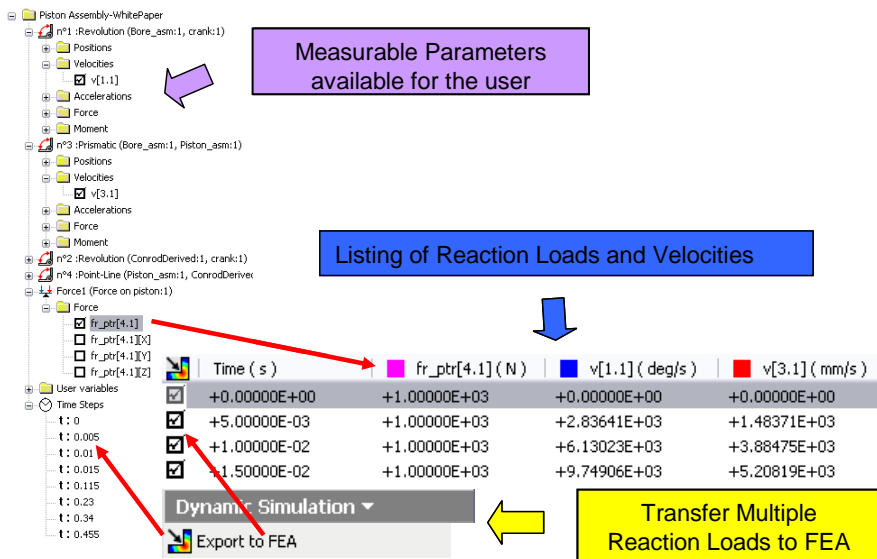 Piston Assembly-WhitePaper
n°1 :Revolution (Bore_asm:1, crank:1)
Positions
Velocities
v[1.1]
Accelerations
Force
Moment
n°3 :Prismatic (Bore_asm:1, Piston_asm:1)
Positions
Velocities
v[3.1]
Accelerations
Force
Moment
n°2 :Revolution (ConrodDerived:1, crank:1)
n°4 :Point-Line (Piston_asm:1, ConrodDerive
Force1 (Force on piston:1)
Force
fr_ptr[4.1]
fr_ptr[4.1][X]
fr_ptr[4.1][Y]
fr_ptr[4.1][Z]
User variables
Time Steps
t : 0
t : 0.005
t : 0.01
t : 0.015
t : 0.115
t : 0.23
t : 0.34
t : 0.455
Measurable Parameters
available for the user
Listing of Reaction Loads and Velocities
Time ( s ) fr_ptr[4.1] ( N ) v[1.1] ( deg/s ) v[3.1] ( mm/s )
+0.00000E+00 +1.00000E+03 +0.00000E+00 +0.00000E+00
+5.00000E-03 +1.00000E+03 +2.83641E+03 +1.48371E+03
+1.00000E-02 +1.00000E+03 +6.13023E+03 +3.88475E+03
+1.50000E-02 +1.00000E+03 +9.74906E+03 +5.20819E+03
Dynamic Simulation
Export to FEA
Transfer Multiple
Reaction Loads to FEA